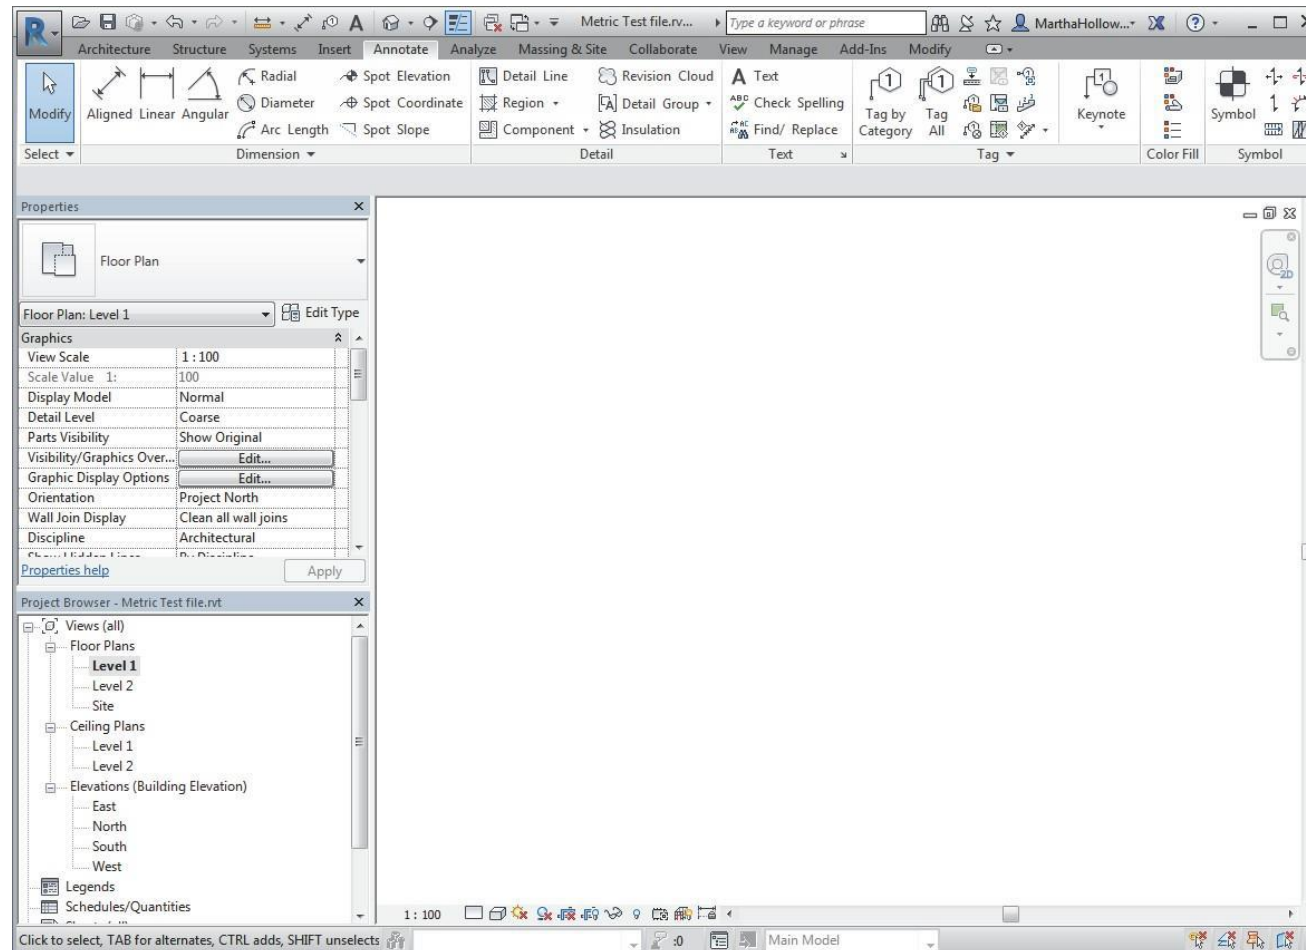 R Metric Test file.rv... Type a keyword or phrase MarthaHollow... ?
Architecture Structure Systems Insert Annotate Analyze Massing & Site Collaborate View Manage Add-Ins Modify
Modify
Aligned Linear Angular
Radial
Diameter
Arc Length
Spot Elevation
Spot Coordinate
Spot Slope
Detail Line
Region
Component
Revision Cloud
[A] Detail Group
Insulation
A Text
ABC Check Spelling
Find/ Replace
Tag by
Category
Tag
All
Keynote
Symbol
Select Dimension Detail Text Tag Color Fill Symbol
Properties
Floor Plan
Floor Plan: Level 1 Edit Type
Graphics
View Scale 1 : 100
Scale Value 1: 100
Display Model Normal
Detail Level Coarse
Parts Visibility Show Original
Visibility/Graphics Over... Edit...
Graphic Display Options Edit...
Orientation Project North
Wall Join Display Clean all wall joins
Discipline Architectural
Properties help Apply
Project Browser - Metric Test file.rvt
Views (all)
Floor Plans
Level 1
Level 2
Site
Ceiling Plans
Level 1
Level 2
Elevations (Building Elevation)
East
North
South
West
Legends
Schedules/Quantities
2D
1 : 100
Click to select, TAB for alternates, CTRL adds, SHIFT unselects :0 Main Model